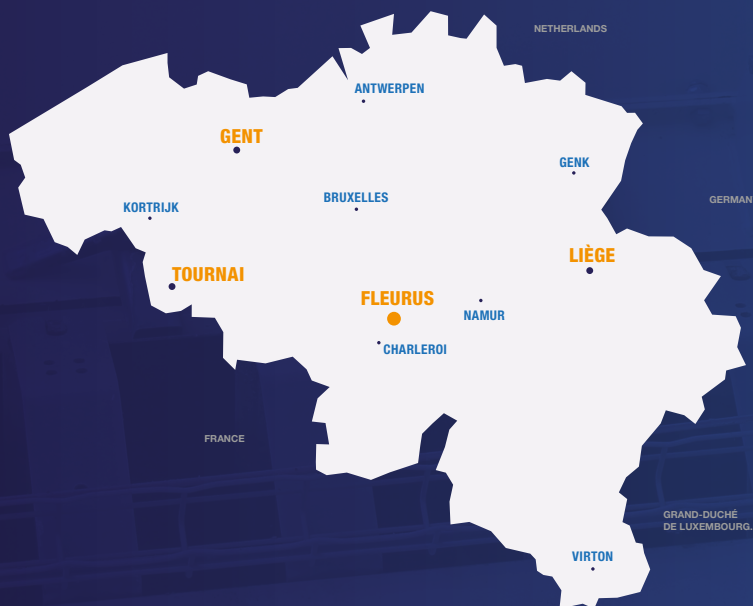 NETHERLANDS
ANTWERPEN
GENT
GENK
BRUXELLES
KORTRIJK
GERMAN
LIÈGE
TOURNAI
FLEURUS
NAMUR
CHARLEROI
FRANCE
GRAND-DUCHÉ
DE LUXEMBOURG.
VIRTON